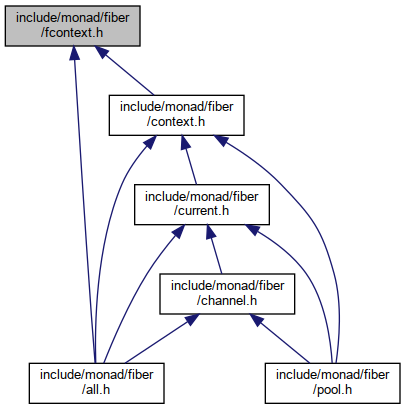 include/monad/fiber
/fcontext.h
include/monad/fiber
/context.h
include/monad/fiber
/current.h
include/monad/fiber
/channel.h
include/monad/fiber
/all.h
include/monad/fiber
/pool.h